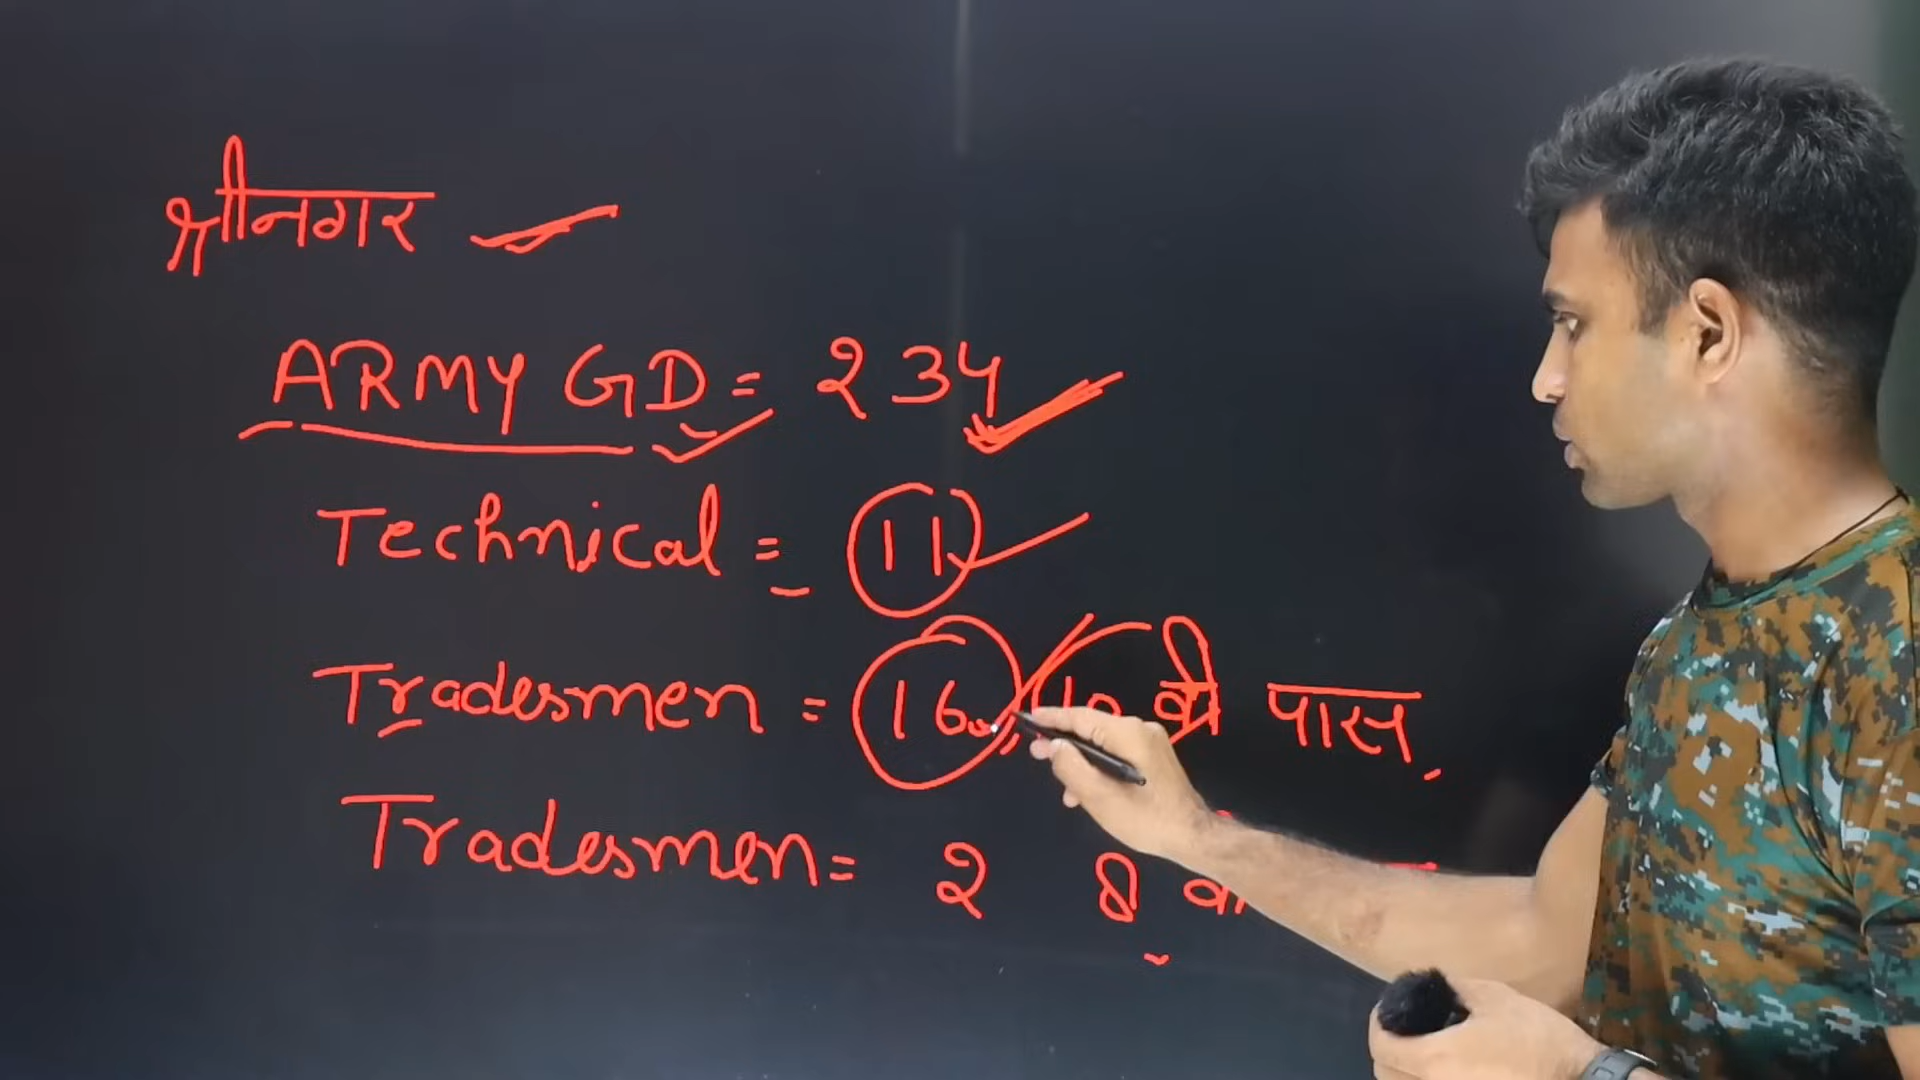 श्रीनगर
ARMY GD = 234
Technical = 11
Tradesmen = 16 10 वी पास
Tradesmen = 2 8